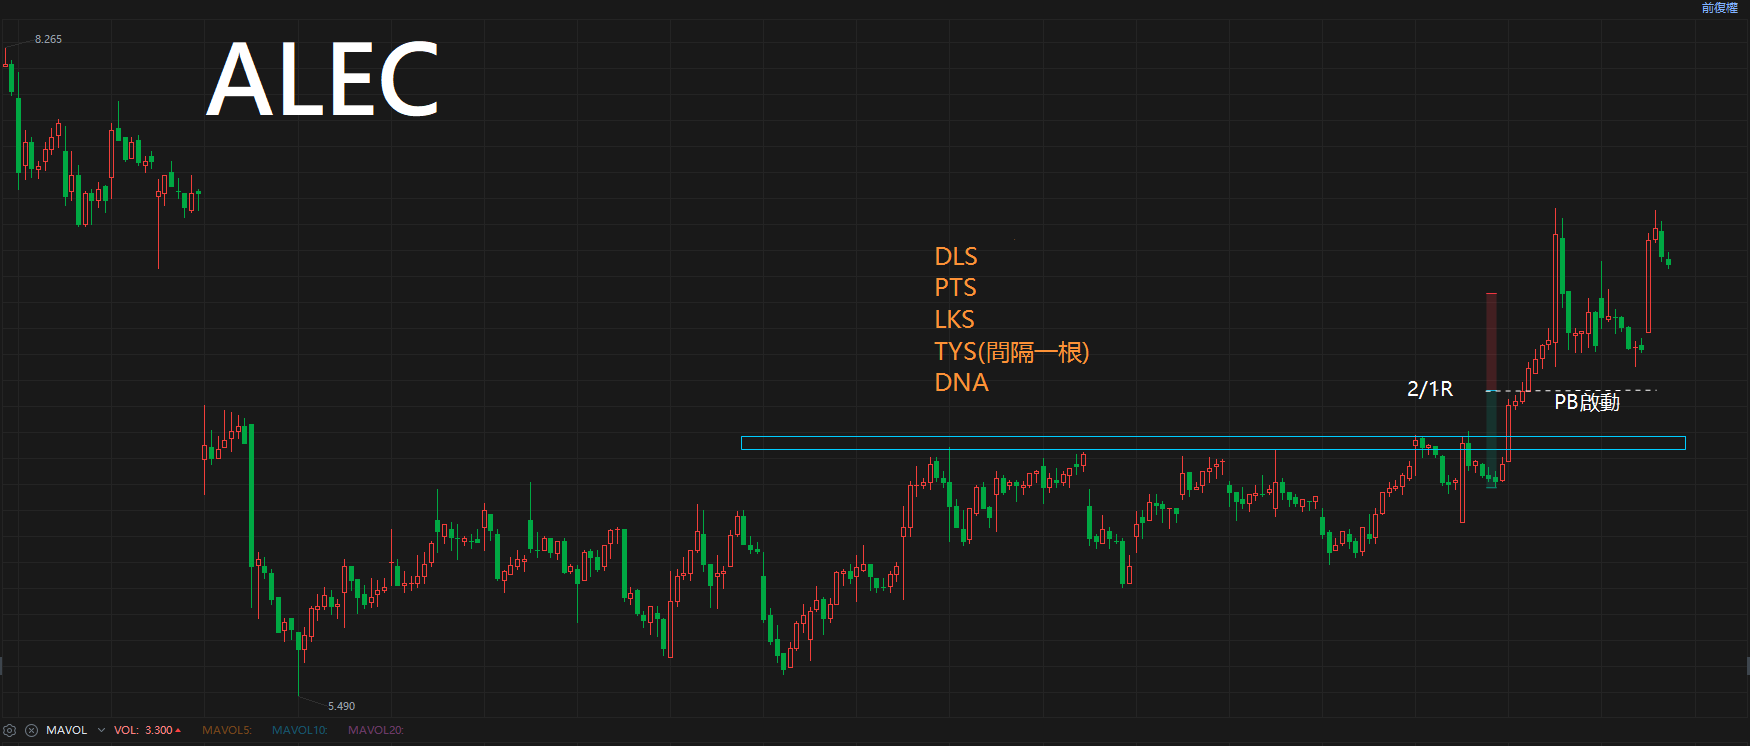 前復權
8.265
ALEC
DLS
PTS
LKS
TYS(間隔一根)
DNA
2/1R
PB啟動
5.490
MAVOL VOL: 3.300 MAVOL5: MAVOL10: MAVOL20: